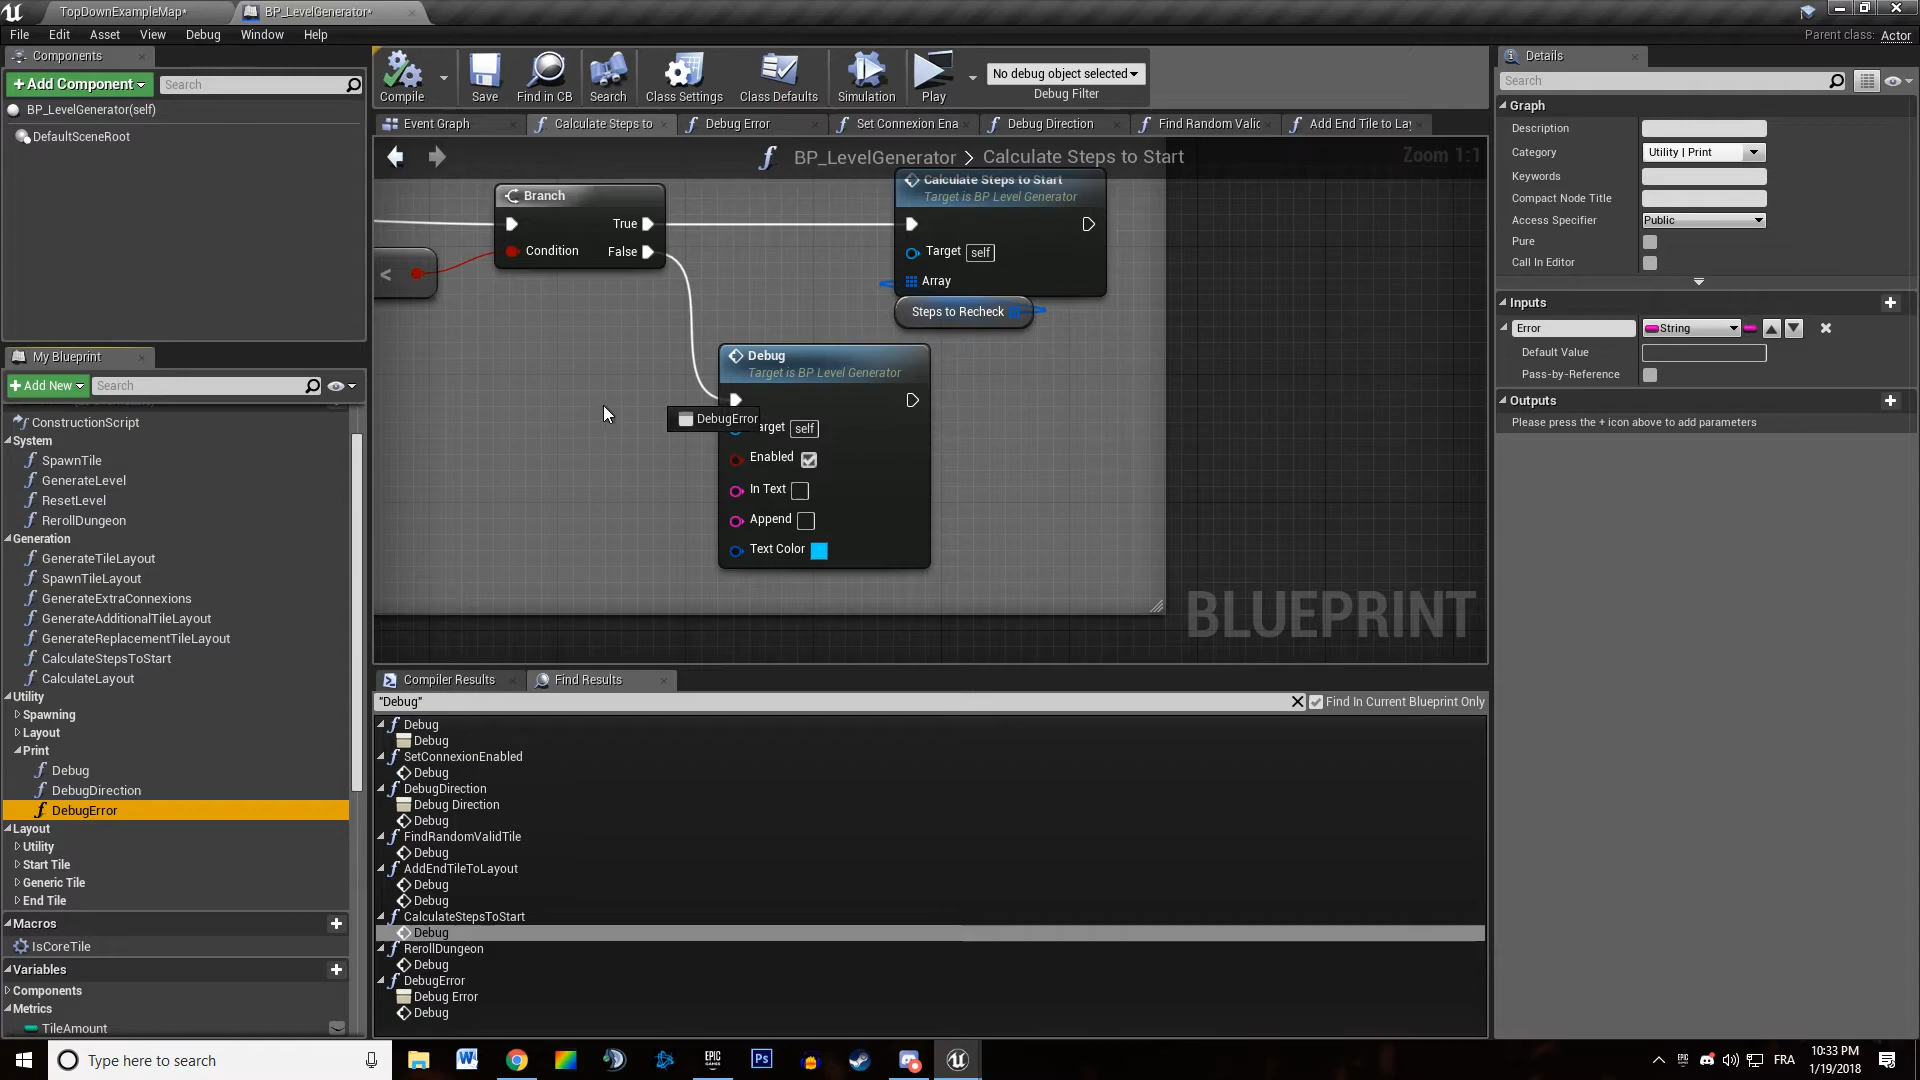 TopDownExampleMap*
BP_LevelGenerator*
File Edit Asset View Debug Window Help
Parent class: Actor
Components
+Add Component
Search
BP_LevelGenerator(self)
DefaultSceneRoot
Compile
Save
Find in CB
Search
Class Settings
Class Defaults
Simulation
Play
No debug object selected
Debug Filter
Event Graph
Calculate Steps to
Debug Error
Set Connexion Ena
Debug Direction
Find Random Valic
Add End Tile to Lay
BP_LevelGenerator > Calculate Steps to Start
Zoom 1:1
Branch
True
Condition
False
<
Calculate Steps to Start
Target is BP Level Generator
Target self
Array
Steps to Recheck
Debug
Target is BP Level Generator
DebugError
arget self
Enabled
In Text
Append
Text Color
BLUEPRINT
My Blueprint
+Add New
Search
ConstructionScript
System
SpawnTile
GenerateLevel
ResetLevel
RerollDungeon
Generation
GenerateTileLayout
SpawnTileLayout
GenerateExtraConnexions
GenerateAdditionalTileLayout
GenerateReplacementTileLayout
CalculateStepsToStart
CalculateLayout
Utility
Spawning
Layout
Print
Debug
DebugDirection
DebugError
Layout
Utility
Start Tile
Generic Tile
End Tile
Macros
IsCoreTile
Variables
Components
Metrics
TileAmount
Compiler Results
Find Results
"Debug"
Find In Current Blueprint Only
Debug
Debug
SetConnexionEnabled
Debug
DebugDirection
Debug Direction
Debug
FindRandomValidTile
Debug
AddEndTileToLayout
Debug
Debug
CalculateStepsToStart
Debug
RerollDungeon
Debug
DebugError
Debug Error
Debug
Details
Search
Graph
Description
Category Utility | Print
Keywords
Compact Node Title
Access Specifier Public
Pure
Call In Editor
Inputs
Error String
Default Value
Pass-by-Reference
Outputs
Please press the + icon above to add parameters
Type here to search
EPIC GAMES
Ps
FRA
10:33 PM
1/19/2018